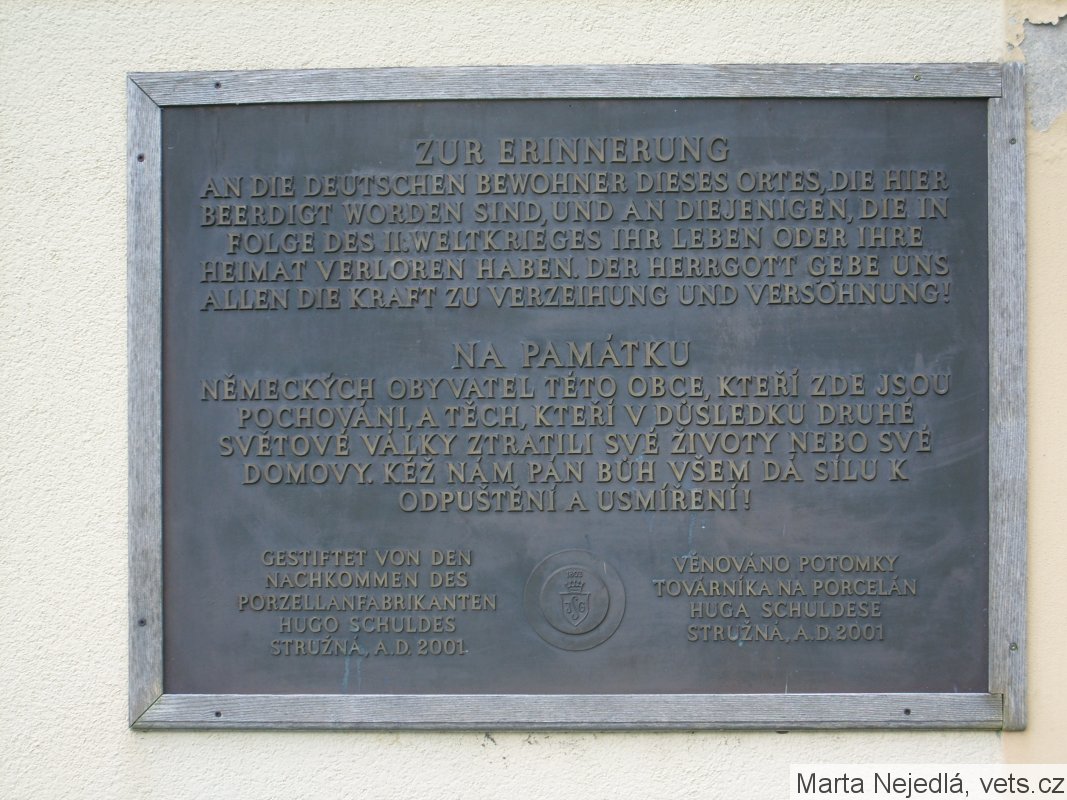 ZUR ERINNERUNG
AN DIE DEUTSCHEN BEWOHNER DIESES ORTES, DIE HIER
BEERDIGT WORDEN SIND, UND AN DIEJENIGEN, DIE IN
FOLGE DES II. WELTKRIEGES IHR LEBEN ODER IHRE
HEIMAT VERLOREN HABEN. DER HERRGOTT GEBE UNS
ALLEN DIE KRAFT ZU VERZEIHUNG UND VERSÖHNUNG!
NA PAMÁTKU
NĚMECKÝCH OBYVATEL TÉTO OBCE, KTEŘÍ ZDE JSOU
POCHOVÁNI, A TĚCH, KTEŘÍ V DŮSLEDKU DRUHÉ
SVĚTOVÉ VÁLKY ZTRATILI SVÉ ŽIVOTY NEBO SVÉ
DOMOVY. KÉŽ NÁM PÁN BŮH VŠEM DÁ SÍLU K
ODPUŠTĚNÍ A USMÍŘENÍ!
GESTIFTET VON DEN
NACHKOMMEN DES
PORZELLANFABRIKANTEN
HUGO SCHULDES
STRUŽNÁ, A.D. 2001.
VĚNOVÁNO POTOMKY
TOVÁRNÍKA NA PORCELÁN
HUGA SCHULDESE
STRUŽNÁ, A.D. 2001
Marta Nejedlá, vets.cz